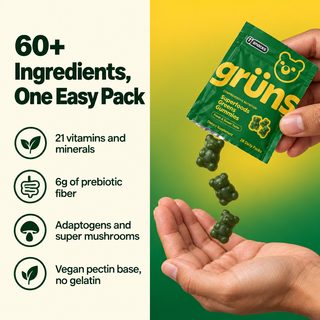 60+
Ingredients,
One Easy Pack
21 vitamins and
minerals
6g of prebiotic
fiber
Adaptogens and
super mushrooms
Vegan pectin base,
no gelatin
grüns
Superfoods
Greens
Gummies